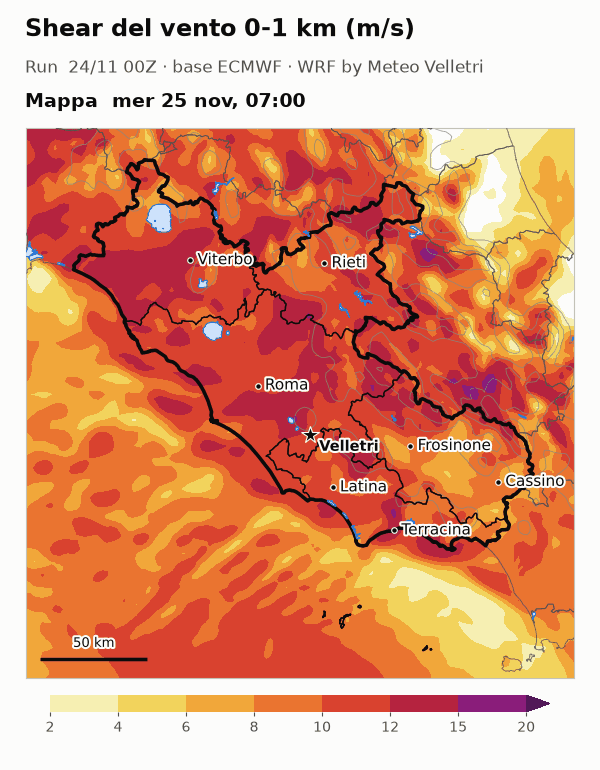 Shear del vento 0-1 km (m/s)
Run 24/11 00Z · base ECMWF · WRF by Meteo Velletri
Mappa mer 25 nov, 07:00
Viterbo
Rieti
Roma
Velletri
Frosinone
Latina
Cassino
Terracina
50 km
2 4 6 8 10 12 15 20